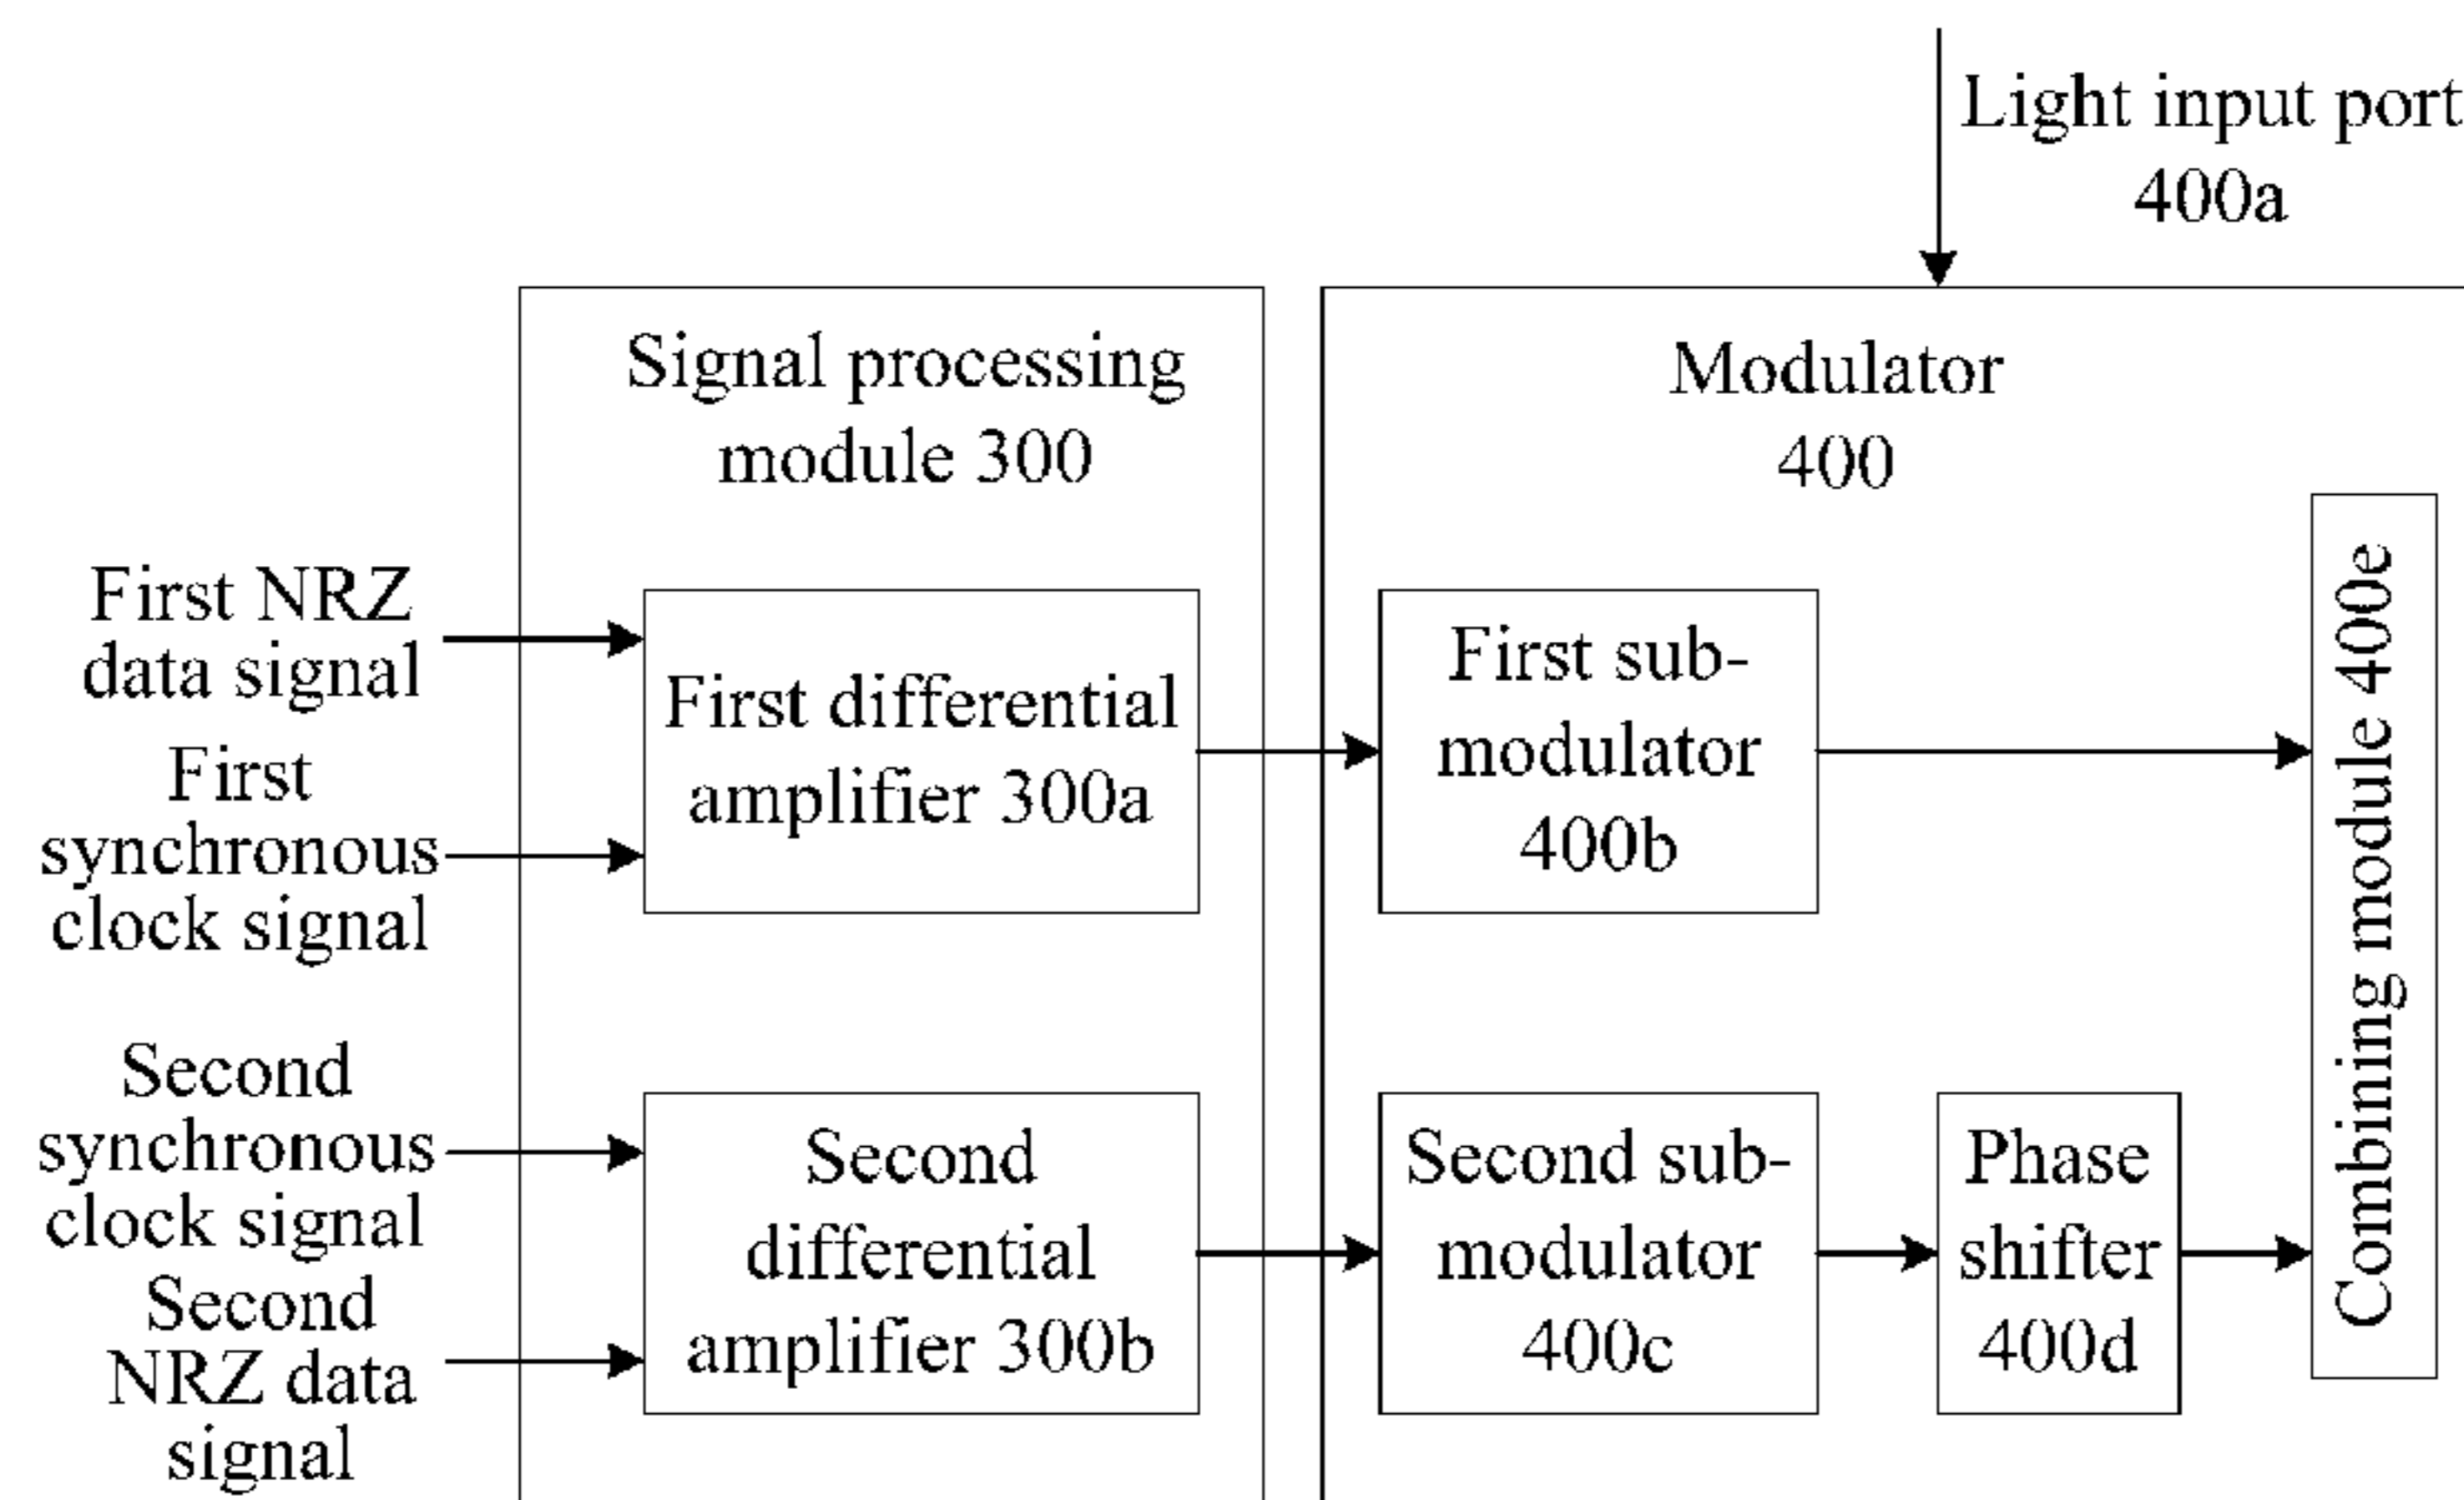 Light input port
400a
Signal processing
module 300
Modulator
400
First NRZ
data signal
First
synchronous
clock signal
First differential
amplifier 300a
First sub-
modulator
400b
Combining module 400e
Second
synchronous
clock signal
Second
NRZ data
signal
Second
differential
amplifier 300b
Second sub-
modulator
400c
Phase
shifter
400d